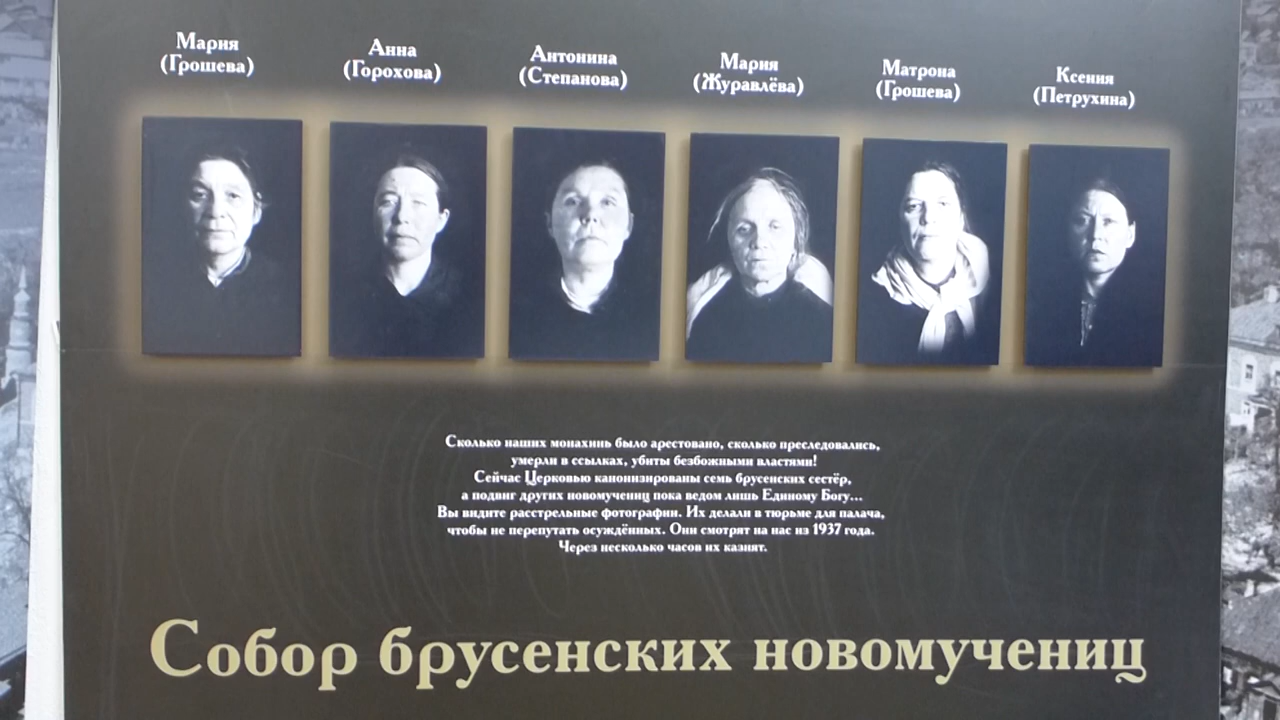 Мария
(Грошева)
Анна
(Горохова)
Антонина
(Степанова)
Мария
(Журавлёва)
Матрона
(Грошева)
Ксения
(Петрухина)
Сколько наших монахинь было арестовано, сколько преследовались,
умерли в ссылках, убиты безбожными властями!
Сейчас Церковью канонизированы семь брусенских сестёр,
а подвиг других новомучениц пока ведом лишь Единому Богу...
Вы видите расстрельные фотографии. Их делали в тюрьме для палача,
чтобы не перепутать осуждённых. Они смотрят на нас из 1937 года.
Через несколько часов их казнят.
Собор брусенских новомучениц